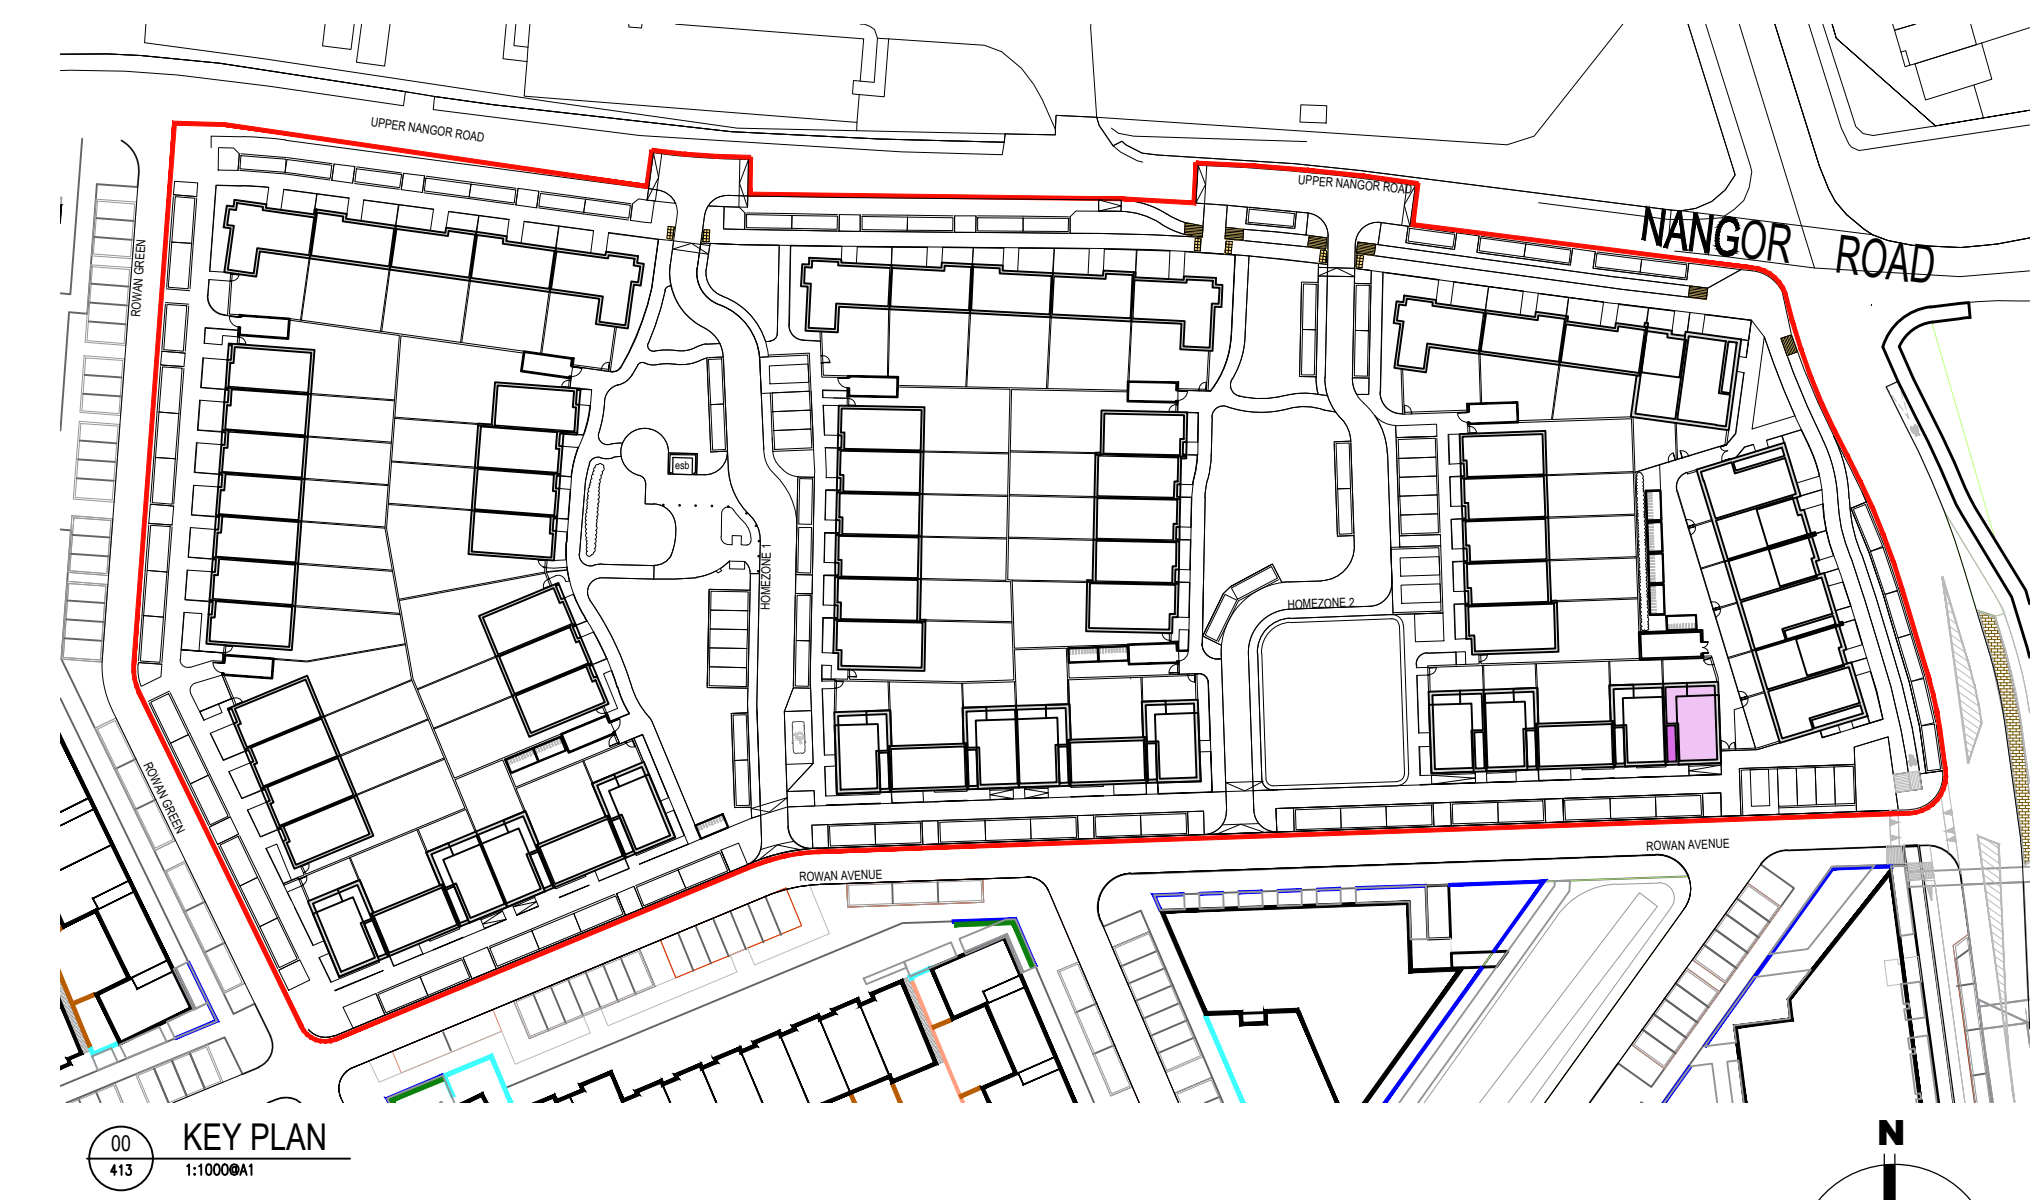 UPPER NANGOR ROAD
UPPER NANGOR ROAD
NANGOR ROAD
ROWAN GREEN
esb
HOMEZONE 1
HOMEZONE 2
ROWAN GREEN
ROWAN AVENUE
ROWAN AVENUE
00
413
KEY PLAN
1:1000@A1
N